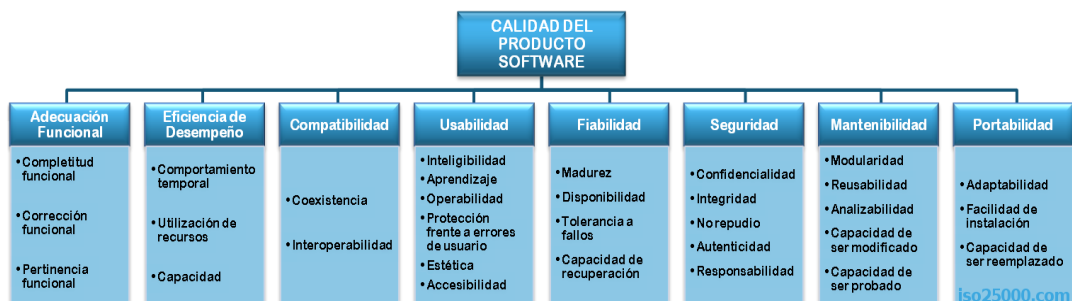 CALIDAD DEL
PRODUCTO
SOFTWARE
Adecuación
Funcional
• Completitud
funcional
• Corrección
funcional
• Pertinencia
funcional
Eficiencia de
Desempeño
• Comportamiento
temporal
• Utilización de
recursos
• Capacidad
Compatibilidad
• Coexistencia
• Interoperabilidad
Usabilidad
• Inteligibilidad
• Aprendizaje
• Operabilidad
• Protección
frente a errores
de usuario
• Estética
• Accesibilidad
Fiabilidad
• Madurez
• Disponibilidad
• Tolerancia a
fallos
• Capacidad de
recuperación
Seguridad
• Confidencialidad
• Integridad
• No repudio
• Autenticidad
• Responsabilidad
Mantenibilidad
• Modularidad
• Reusabilidad
• Analizabilidad
• Capacidad de
ser modificado
• Capacidad de
ser probado
Portabilidad
• Adaptabilidad
• Facilidad de
instalación
• Capacidad de
ser reemplazado
iso25000.com